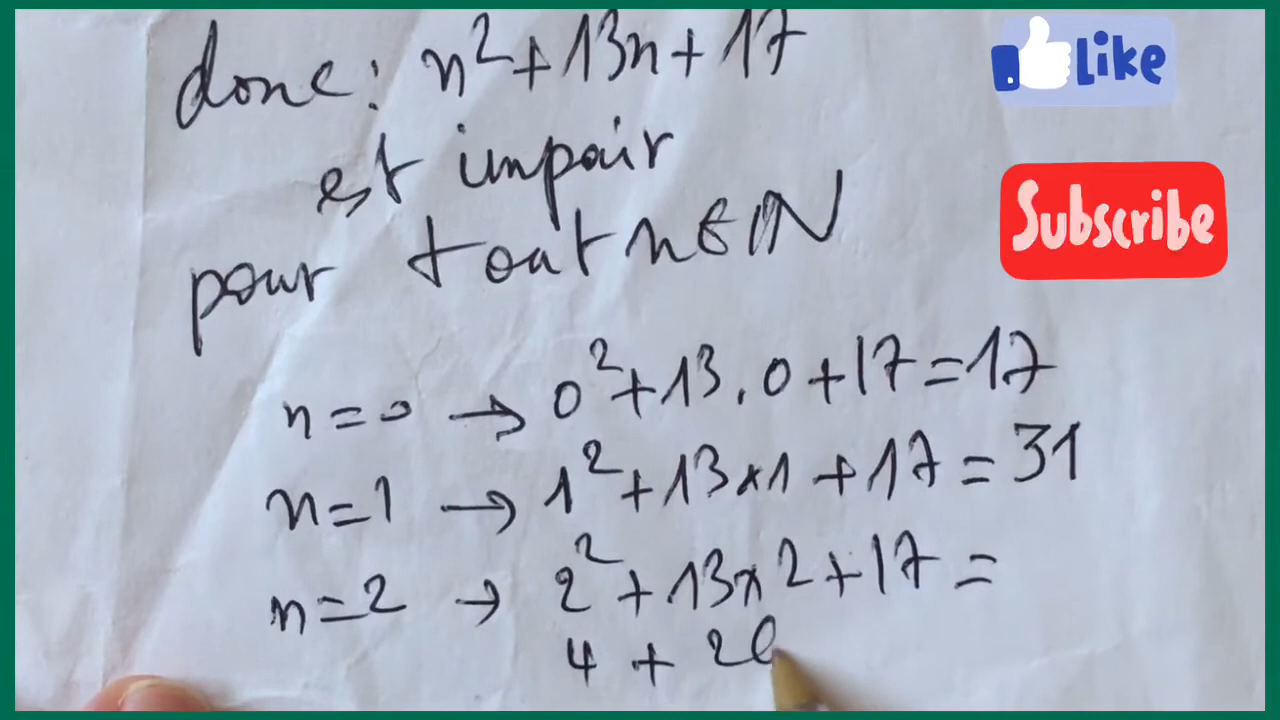 donc: n²+13n+17
est impair
pour tout n∈ℕ
n=0 → 0²+13.0+17=17
n=1 → 1²+13×1+17=31
n=2 → 2²+13×2+17=
4 + 2
Like
Subscribe